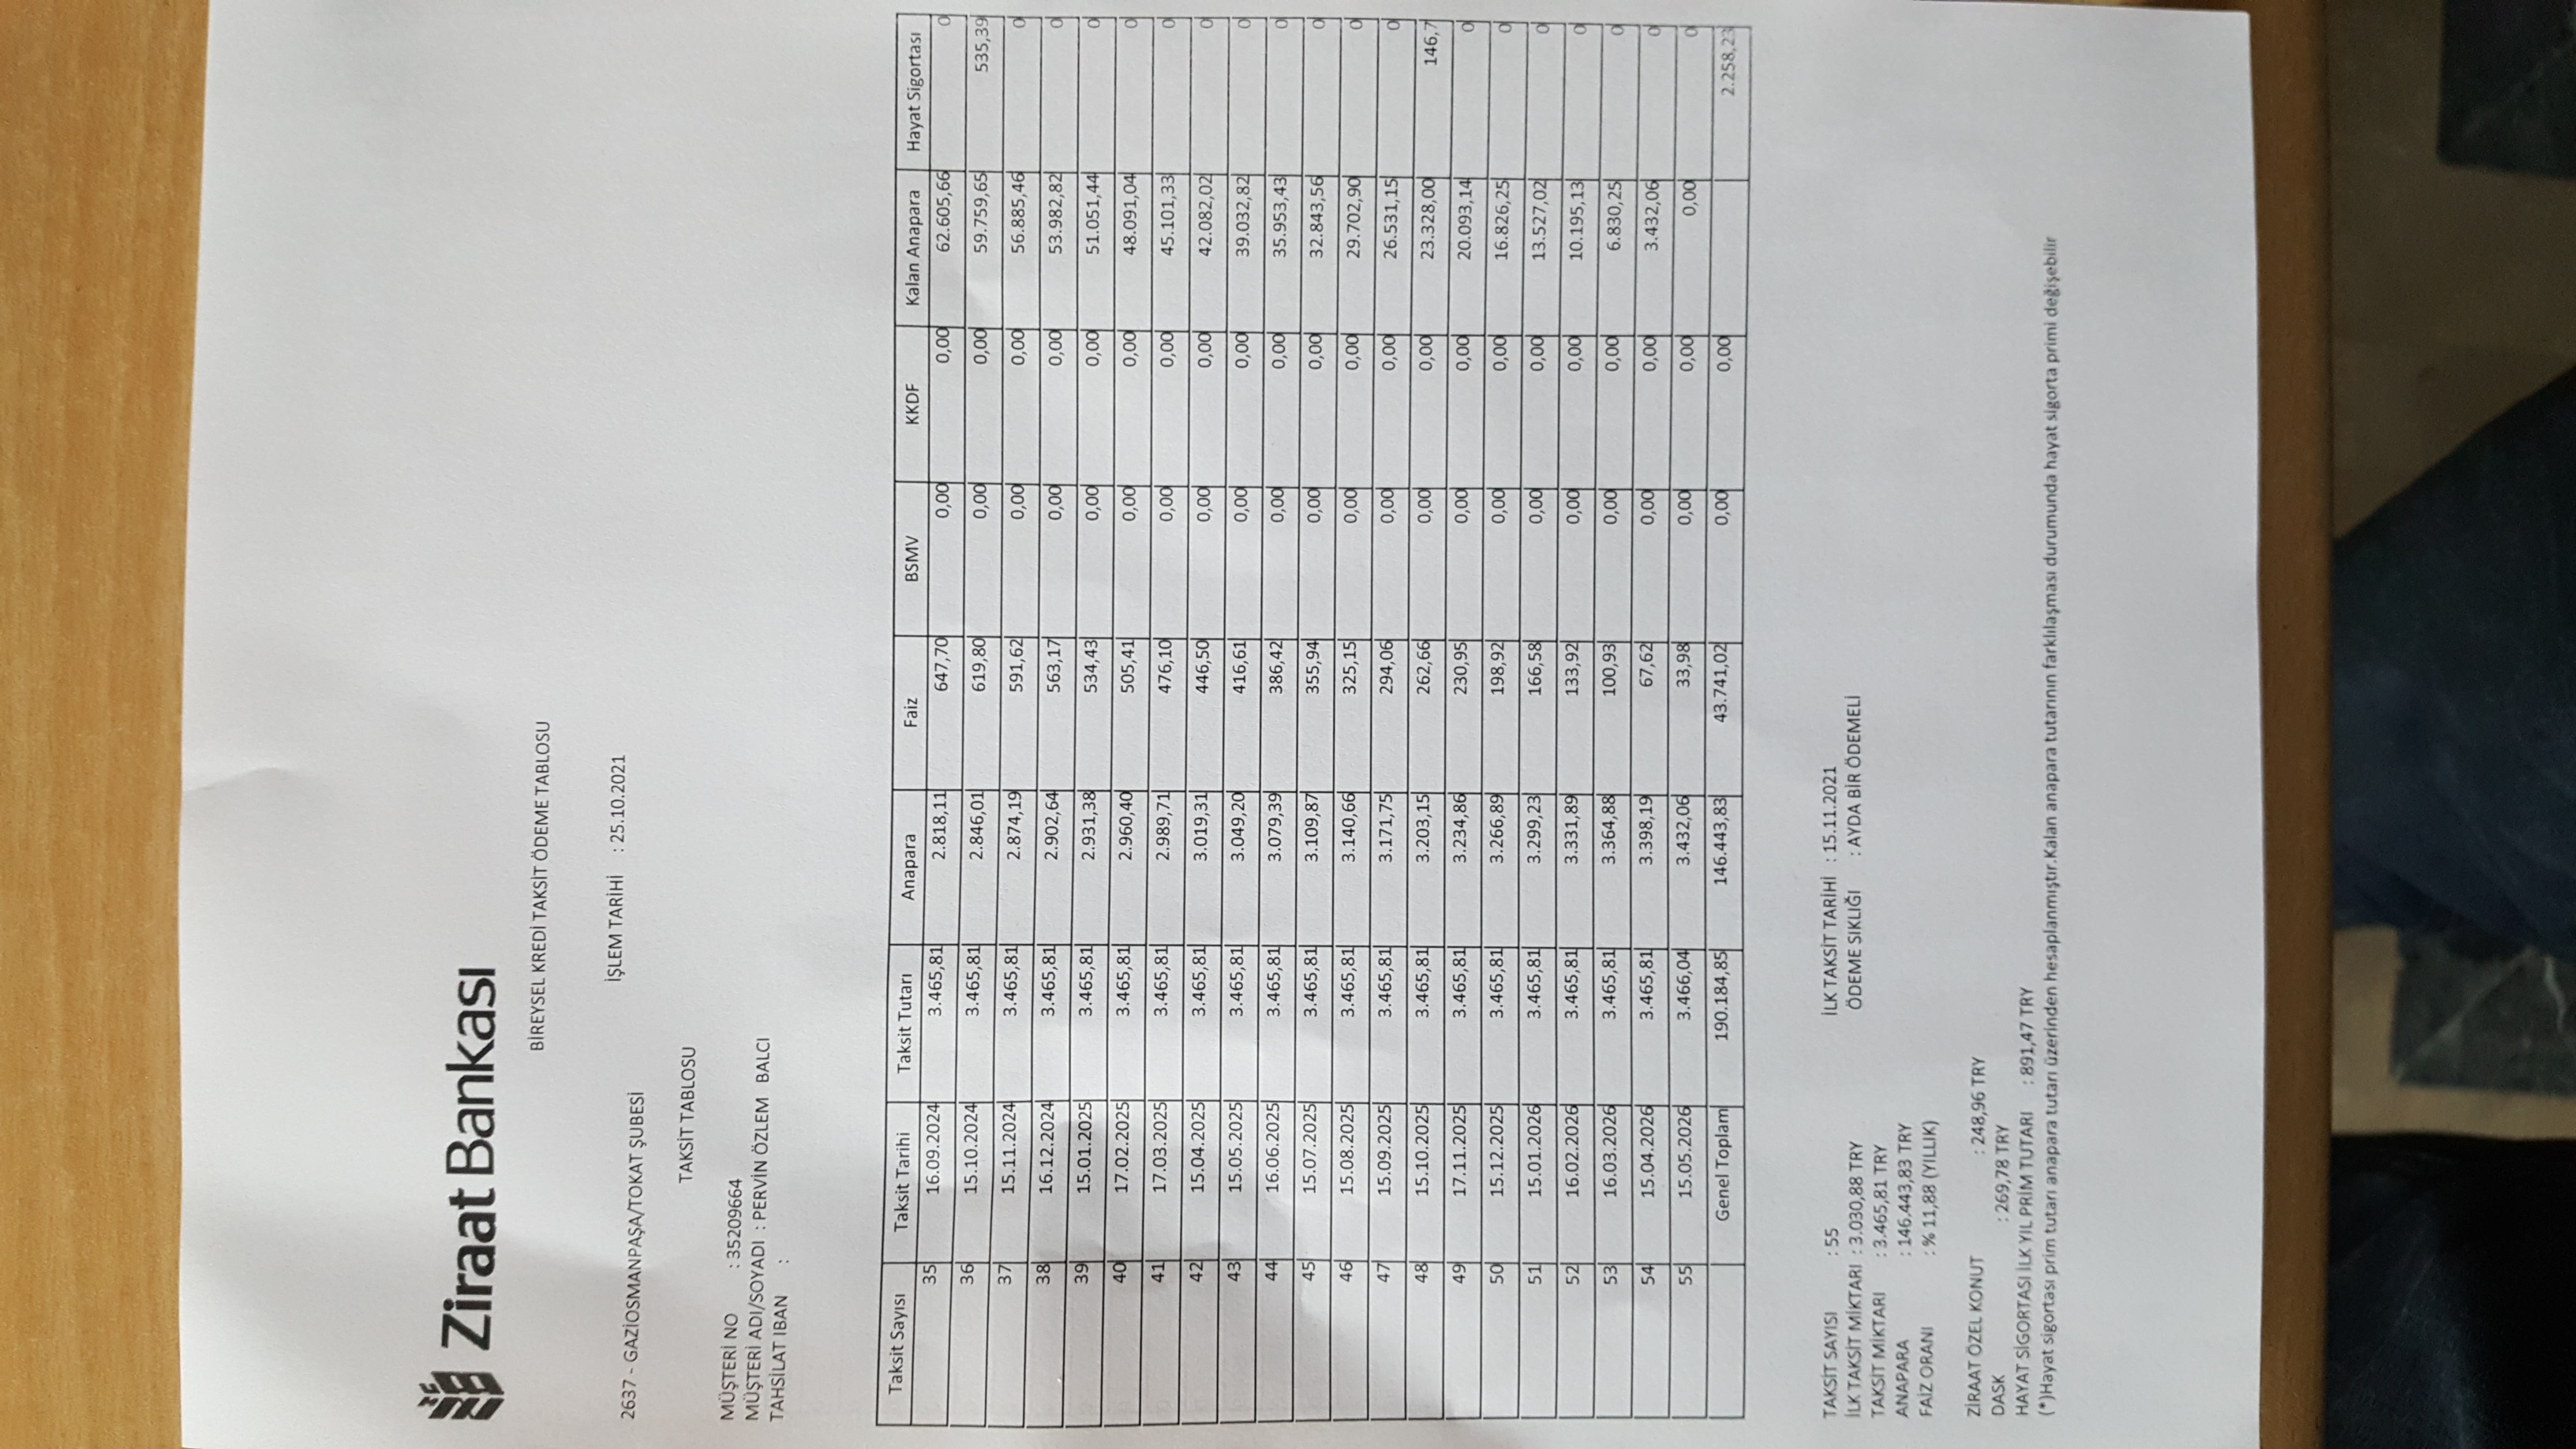 Ziraat Bankası
BİREYSEL KREDİ TAKSİT ÖDEME TABLOSU
İŞLEM TARİHİ : 25.10.2021
2637 - GAZİOSMANPAŞA/TOKAT ŞUBESİ
TAKSİT TABLOSU
MÜŞTERİ NO : 35209664
MÜŞTERİ ADI/SOYADI : PERVİN ÖZLEM BALCI
TAHSİLAT IBAN :
Taksit Sayısı Taksit Tarihi Taksit Tutarı Anapara Faiz BSMV KKDF Kalan Anapara Hayat Sigortası
35 16.09.2024 3.465,81 2.818,11 647,70 0,00 0,00 62.605,66 0
36 15.10.2024 3.465,81 2.846,01 619,80 0,00 0,00 59.759,65 535,39
37 15.11.2024 3.465,81 2.874,19 591,62 0,00 0,00 56.885,46 0
38 16.12.2024 3.465,81 2.902,64 563,17 0,00 0,00 53.982,82 0
39 15.01.2025 3.465,81 2.931,38 534,43 0,00 0,00 51.051,44 0
40 17.02.2025 3.465,81 2.960,40 505,41 0,00 0,00 48.091,04 0
41 17.03.2025 3.465,81 2.989,71 476,10 0,00 0,00 45.101,33 0
42 15.04.2025 3.465,81 3.019,31 446,50 0,00 0,00 42.082,02 0
43 15.05.2025 3.465,81 3.049,20 416,61 0,00 0,00 39.032,82 0
44 16.06.2025 3.465,81 3.079,39 386,42 0,00 0,00 35.953,43 0
45 15.07.2025 3.465,81 3.109,87 355,94 0,00 0,00 32.843,56 0
46 15.08.2025 3.465,81 3.140,66 325,15 0,00 0,00 29.702,90 0
47 15.09.2025 3.465,81 3.171,75 294,06 0,00 0,00 26.531,15 0
48 15.10.2025 3.465,81 3.203,15 262,66 0,00 0,00 23.328,00 146,7
49 17.11.2025 3.465,81 3.234,86 230,95 0,00 0,00 20.093,14 0
50 15.12.2025 3.465,81 3.266,89 198,92 0,00 0,00 16.826,25 0
51 15.01.2026 3.465,81 3.299,23 166,58 0,00 0,00 13.527,02 0
52 16.02.2026 3.465,81 3.331,89 133,92 0,00 0,00 10.195,13 0
53 16.03.2026 3.465,81 3.364,88 100,93 0,00 0,00 6.830,25 0
54 15.04.2026 3.465,81 3.398,19 67,62 0,00 0,00 3.432,06 0
55 15.05.2026 3.466,04 3.432,06 33,98 0,00 0,00 0,00 0
Genel Toplam 190.184,85 146.443,83 43.741,02 0,00 0,00 2.258,23
TAKSİT SAYISI : 55 İLK TAKSİT TARİHİ : 15.11.2021
İLK TAKSİT MİKTARI : 3.030,88 TRY ÖDEME SIKLIĞI : AYDA BİR ÖDEMELİ
TAKSİT MİKTARI : 3.465,81 TRY
ANAPARA : 146.443,83 TRY
FAİZ ORANI : % 11,88 (YILLIK)
ZİRAAT ÖZEL KONUT : 248,96 TRY
DASK : 269,78 TRY
HAYAT SİGORTASI İLK YIL PRİM TUTARI : 891,47 TRY
(*)Hayat sigortası prim tutarı anapara tutarı üzerinden hesaplanmıştır.Kalan anapara tutarının farklılaşması durumunda hayat sigorta primi değişebilir